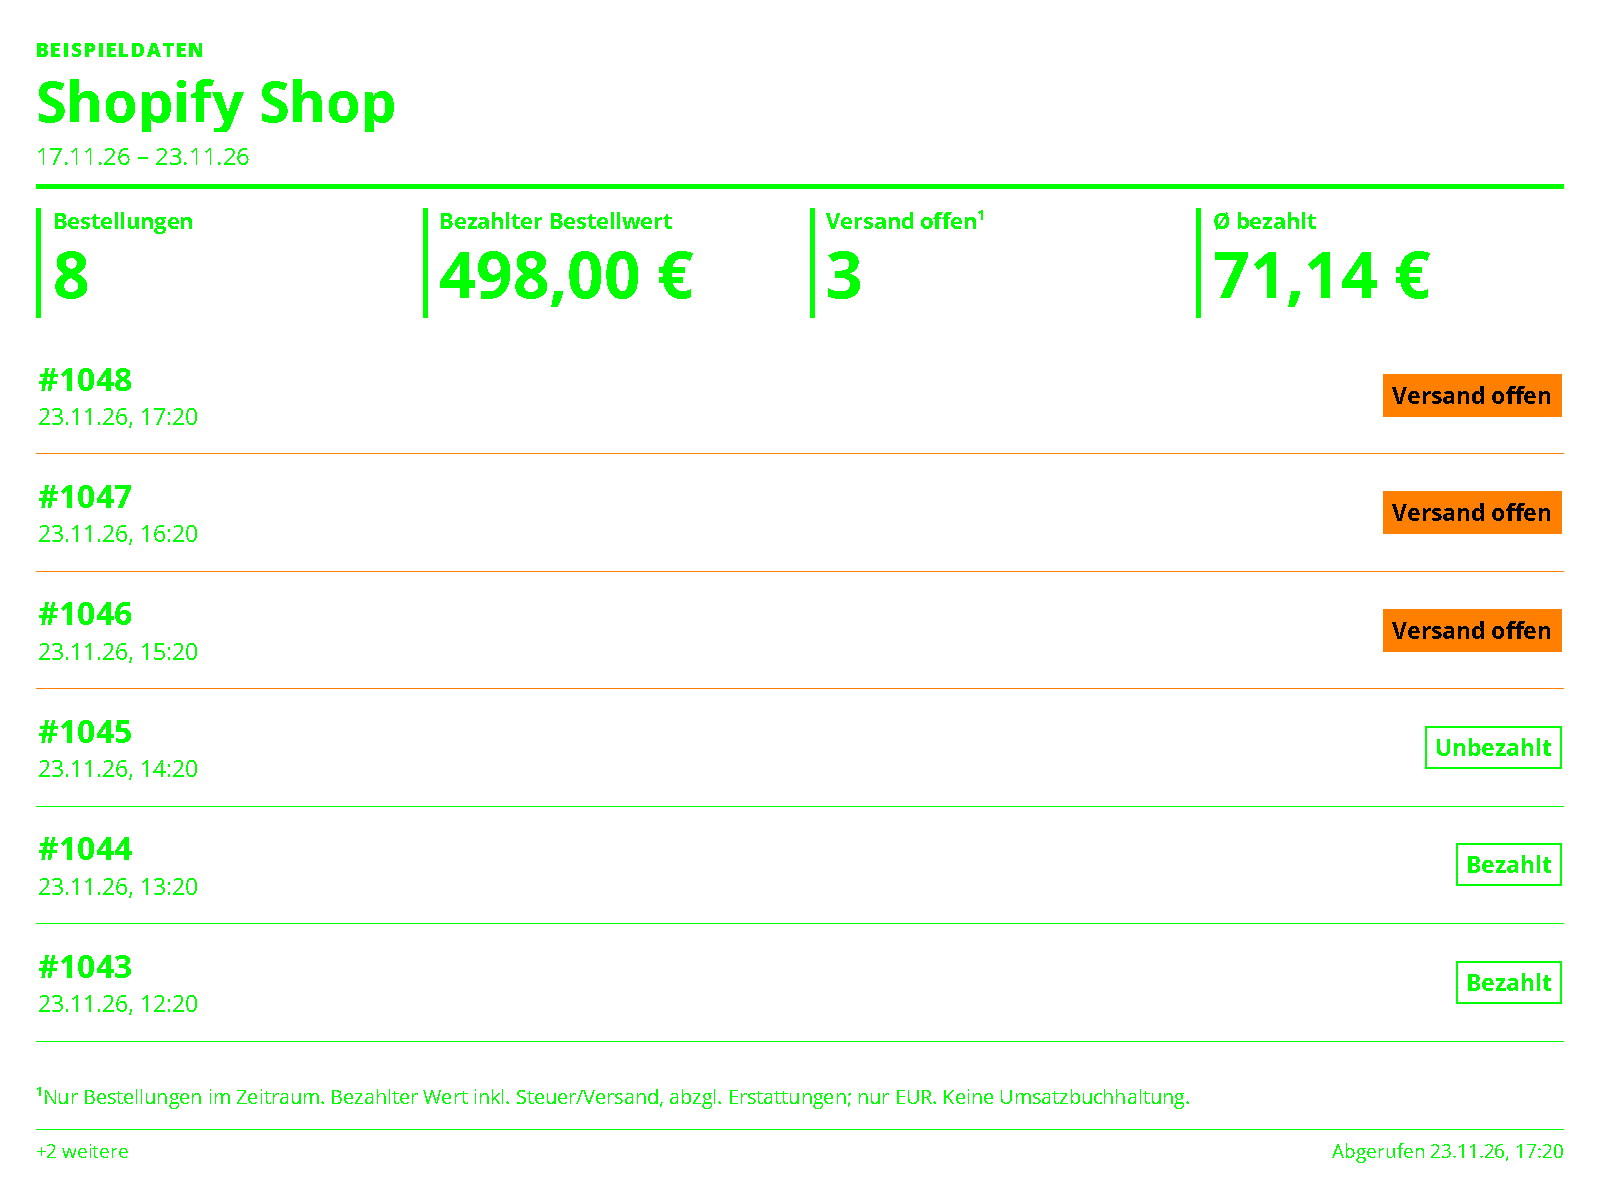 BEISPIELDATEN
Shopify Shop
17.11.26 – 23.11.26
Bestellungen
8
Bezahlter Bestellwert
498,00 €
Versand offen¹
3
Ø bezahlt
71,14 €
#1048
23.11.26, 17:20
Versand offen
#1047
23.11.26, 16:20
Versand offen
#1046
23.11.26, 15:20
Versand offen
#1045
23.11.26, 14:20
Unbezahlt
#1044
23.11.26, 13:20
Bezahlt
#1043
23.11.26, 12:20
Bezahlt
¹Nur Bestellungen im Zeitraum. Bezahlter Wert inkl. Steuer/Versand, abzgl. Erstattungen; nur EUR. Keine Umsatzbuchhaltung.
+2 weitere
Abgerufen 23.11.26, 17:20